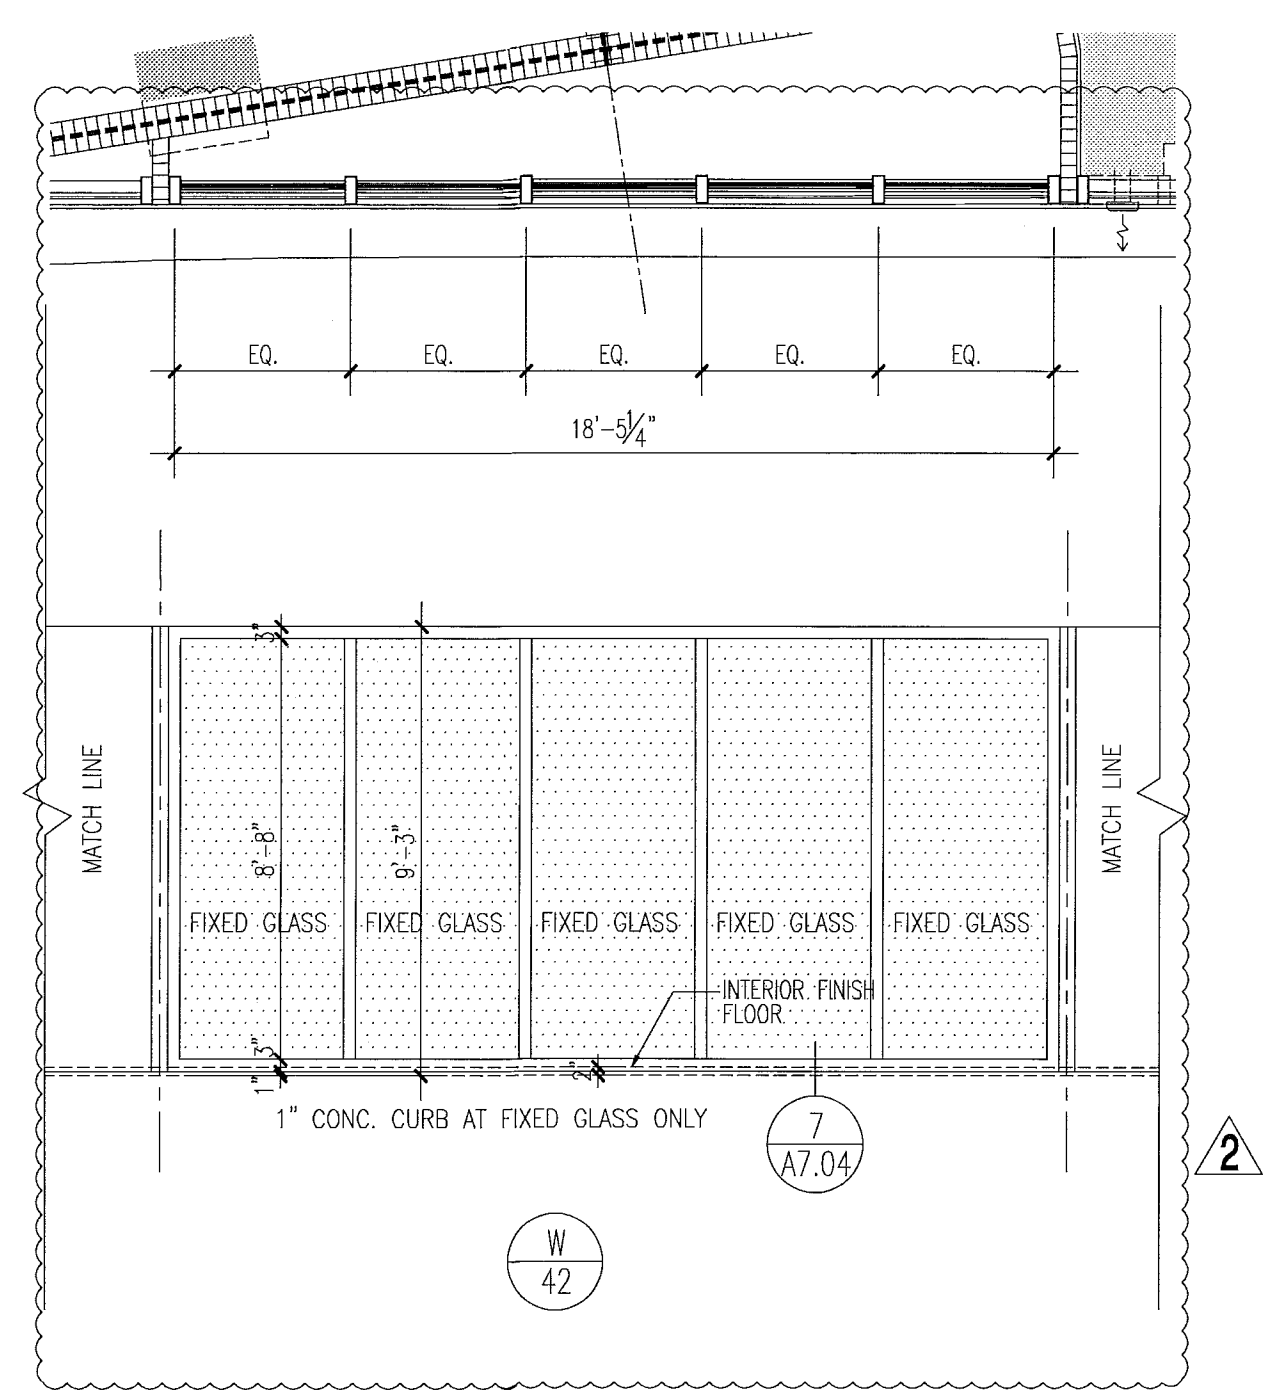 EQ. EQ. EQ. EQ. EQ.
18'-5 1/4"
3"
MATCH LINE
8'-8"
9'-3"
MATCH LINE
FIXED GLASS FIXED GLASS FIXED GLASS FIXED GLASS FIXED GLASS
INTERIOR FINISH
FLOOR
3"
1"
2"
1" CONC. CURB AT FIXED GLASS ONLY
7
A7.04
2
W
42